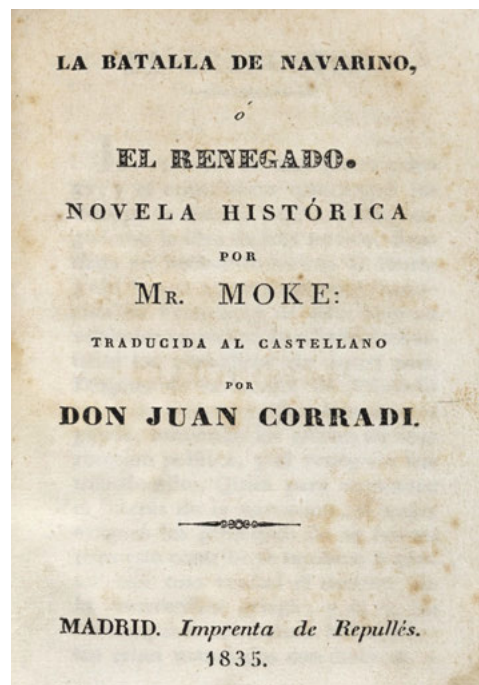 LA BATALLA DE NAVARINO,
ó
EL RENEGADO.
NOVELA HISTÓRICA
POR
MR. MOKE:
TRADUCIDA AL CASTELLANO
POR
DON JUAN CORRADI.
MADRID. Imprenta de Repullés.
1835.